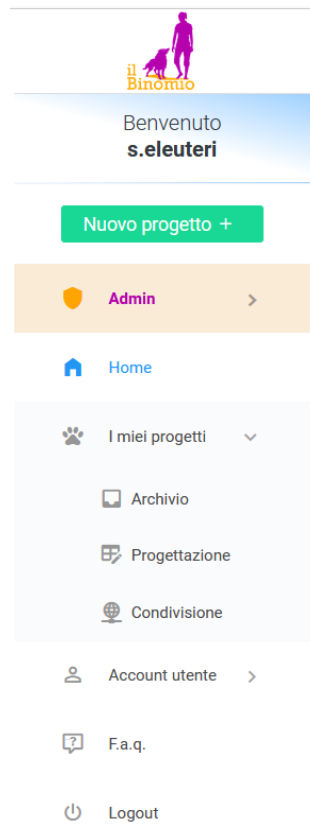 il
Binomio
Benvenuto
s.eleuteri
Nuovo progetto +
Admin
Home
I miei progetti
Archivio
Progettazione
Condivisione
Account utente
F.a.q.
Logout